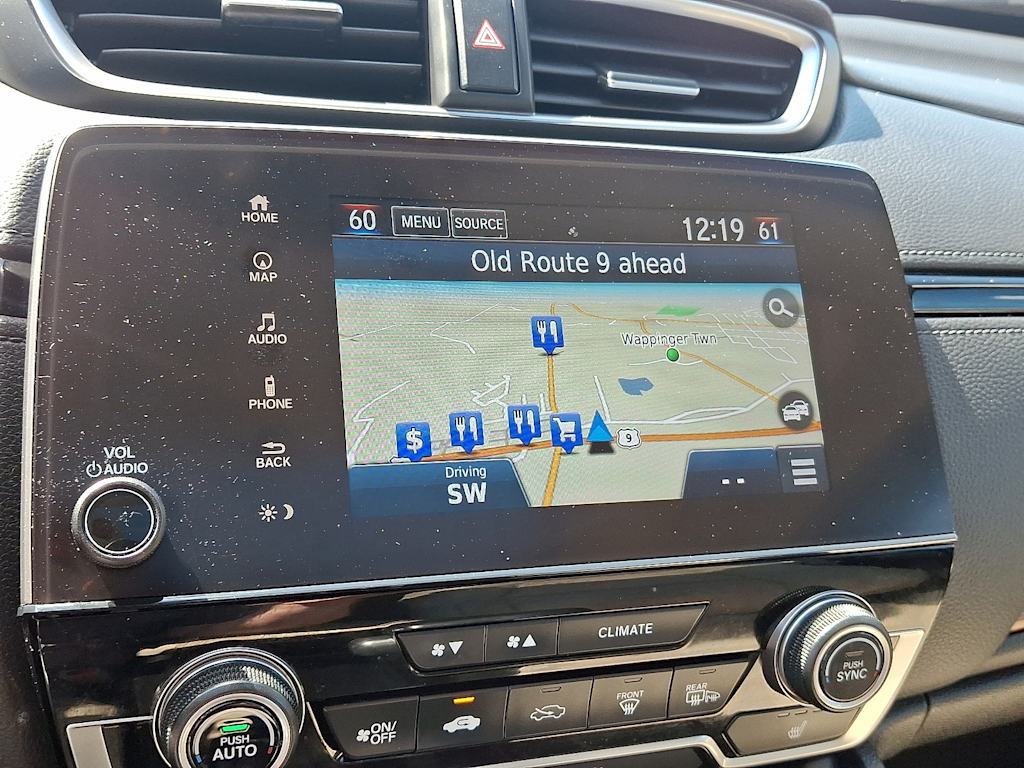 60 MENU SOURCE 12:19 61
Old Route 9 ahead
HOME
MAP
AUDIO
PHONE
BACK
Wappinger Twn
$
9
Driving
SW
--
VOL
AUDIO
CLIMATE
PUSH
AUTO
ON/
OFF
FRONT
REAR
PUSH
SYNC